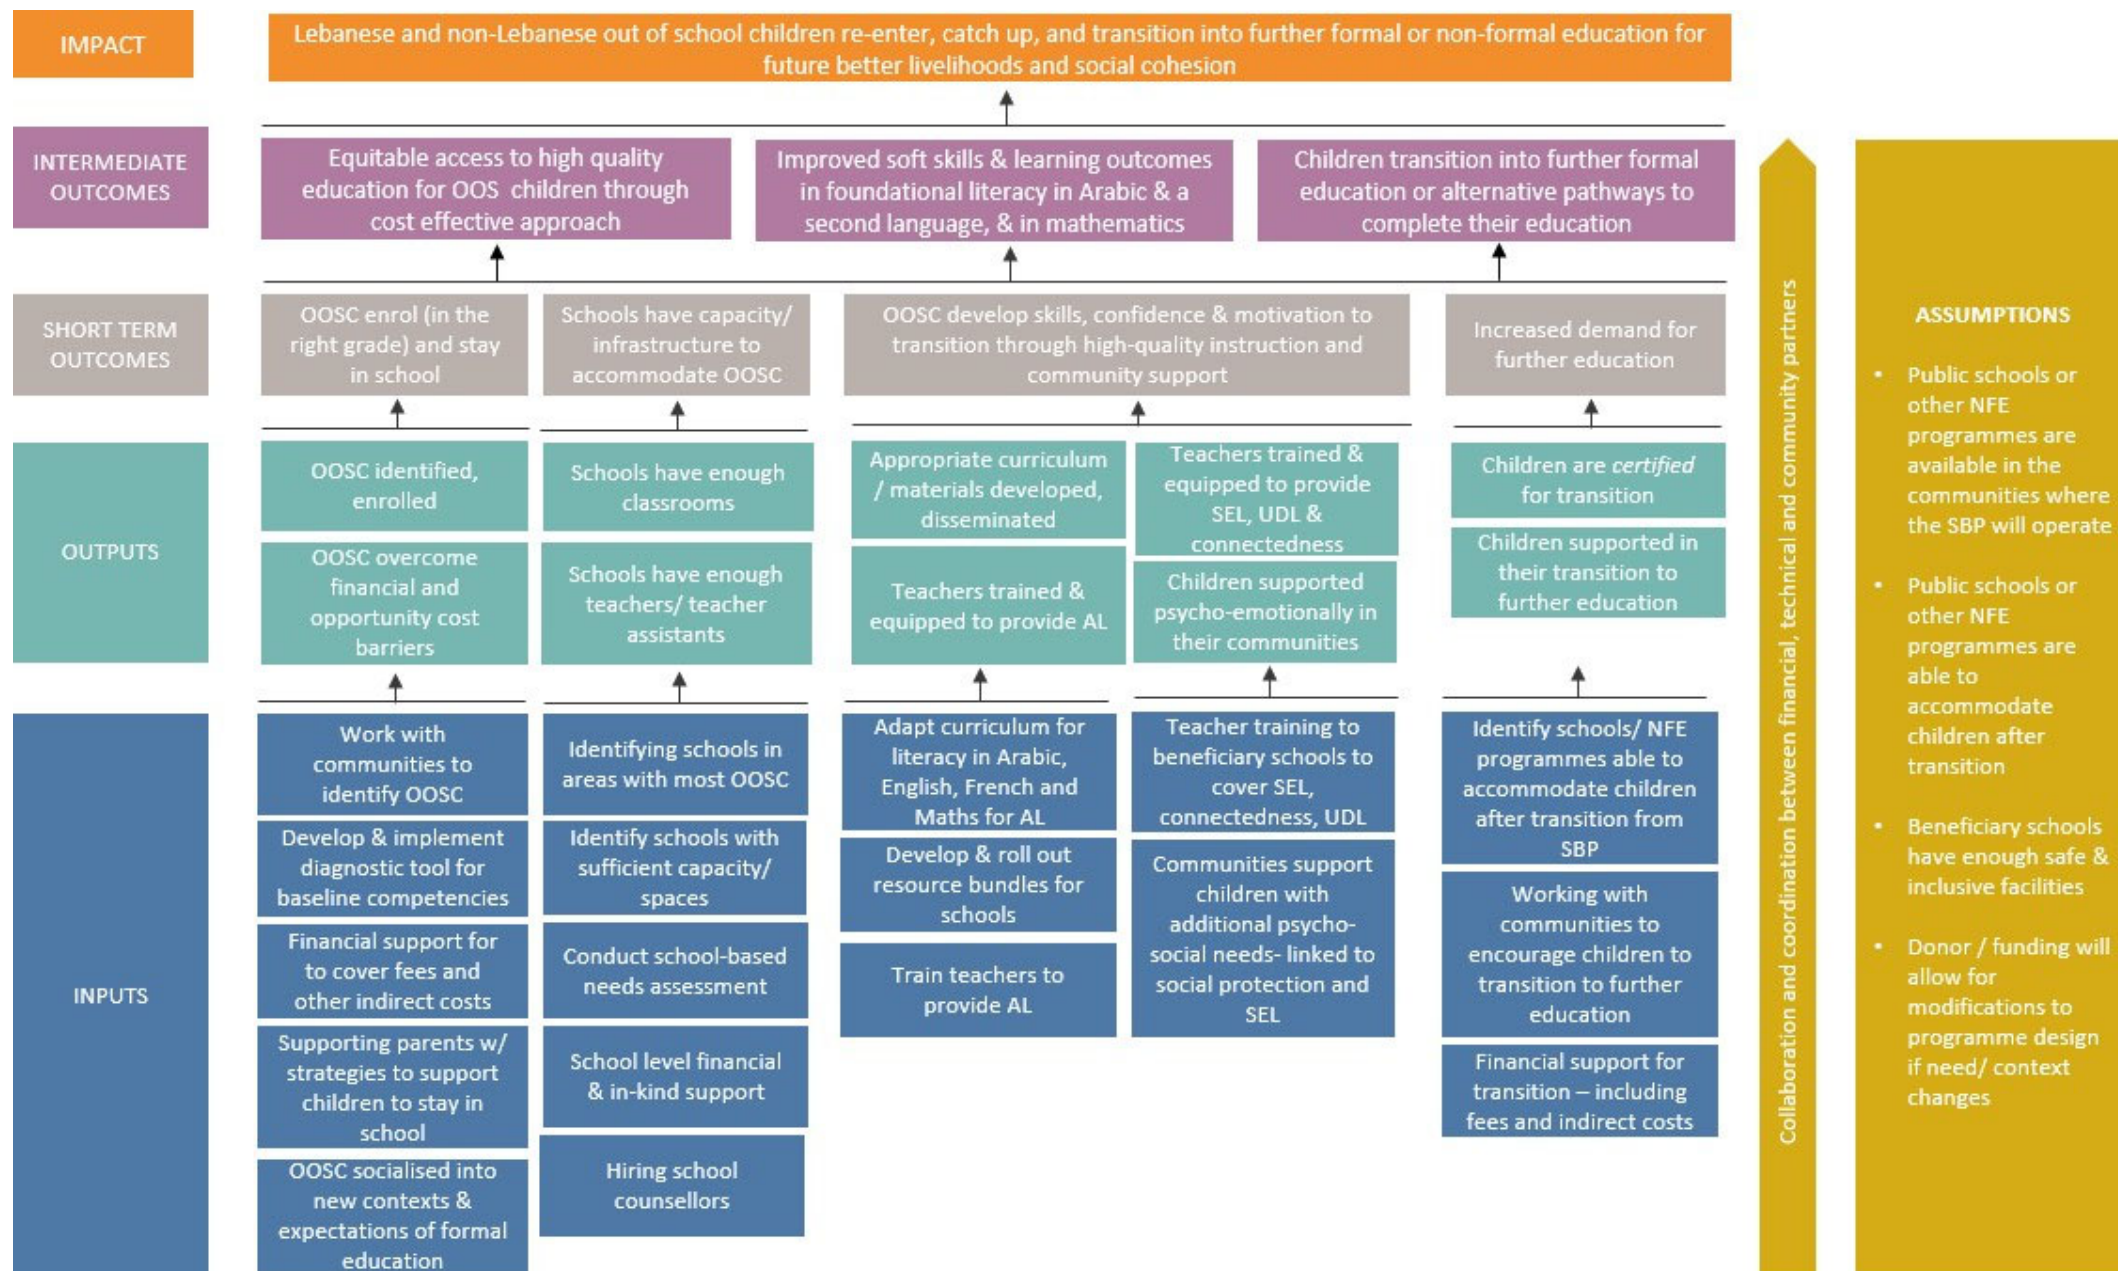 IMPACT
Lebanese and non-Lebanese out of school children re-enter, catch up, and transition into further formal or non-formal education for
future better livelihoods and social cohesion
INTERMEDIATE
OUTCOMES
Equitable access to high quality
education for OOS children through
cost effective approach
Improved soft skills & learning outcomes
in foundational literacy in Arabic & a
second language, & in mathematics
Children transition into further formal
education or alternative pathways to
complete their education
SHORT TERM
OUTCOMES
OOSC enrol (in the
right grade) and stay
in school
Schools have capacity/
infrastructure to
accommodate OOSC
OOSC develop skills, confidence & motivation to
transition through high-quality instruction and
community support
Increased demand for
further education
OUTPUTS
OOSC identified,
enrolled
OOSC overcome
financial and
opportunity cost
barriers
Schools have enough
classrooms
Schools have enough
teachers/ teacher
assistants
Appropriate curriculum
/ materials developed,
disseminated
Teachers trained &
equipped to provide AL
Teachers trained &
equipped to provide
SEL, UDL &
connectedness
Children supported
psycho-emotionally in
their communities
Children are certified
for transition
Children supported in
their transition to
further education
INPUTS
Work with
communities to
identify OOSC
Develop & implement
diagnostic tool for
baseline competencies
Financial support for
to cover fees and
other indirect costs
Supporting parents w/
strategies to support
children to stay in
school
OOSC socialised into
new contexts &
expectations of formal
education
Identifying schools in
areas with most OOSC
Identify schools with
sufficient capacity/
spaces
Conduct school-based
needs assessment
School level financial
& in-kind support
Hiring school
counsellors
Adapt curriculum for
literacy in Arabic,
English, French and
Maths for AL
Develop & roll out
resource bundles for
schools
Train teachers to
provide AL
Teacher training to
beneficiary schools to
cover SEL,
connectedness, UDL
Communities support
children with
additional psycho-
social needs- linked to
social protection and
SEL
Identify schools/ NFE
programmes able to
accommodate children
after transition from
SBP
Working with
communities to
encourage children to
transition to further
education
Financial support for
transition – including
fees and indirect costs
Collaboration and coordination between financial, technical and community partners
ASSUMPTIONS
• Public schools or
other NFE
programmes are
available in the
communities where
the SBP will operate
• Public schools or
other NFE
programmes are
able to
accommodate
children after
transition
• Beneficiary schools
have enough safe &
inclusive facilities
• Donor / funding will
allow for
modifications to
programme design
if need/ context
changes